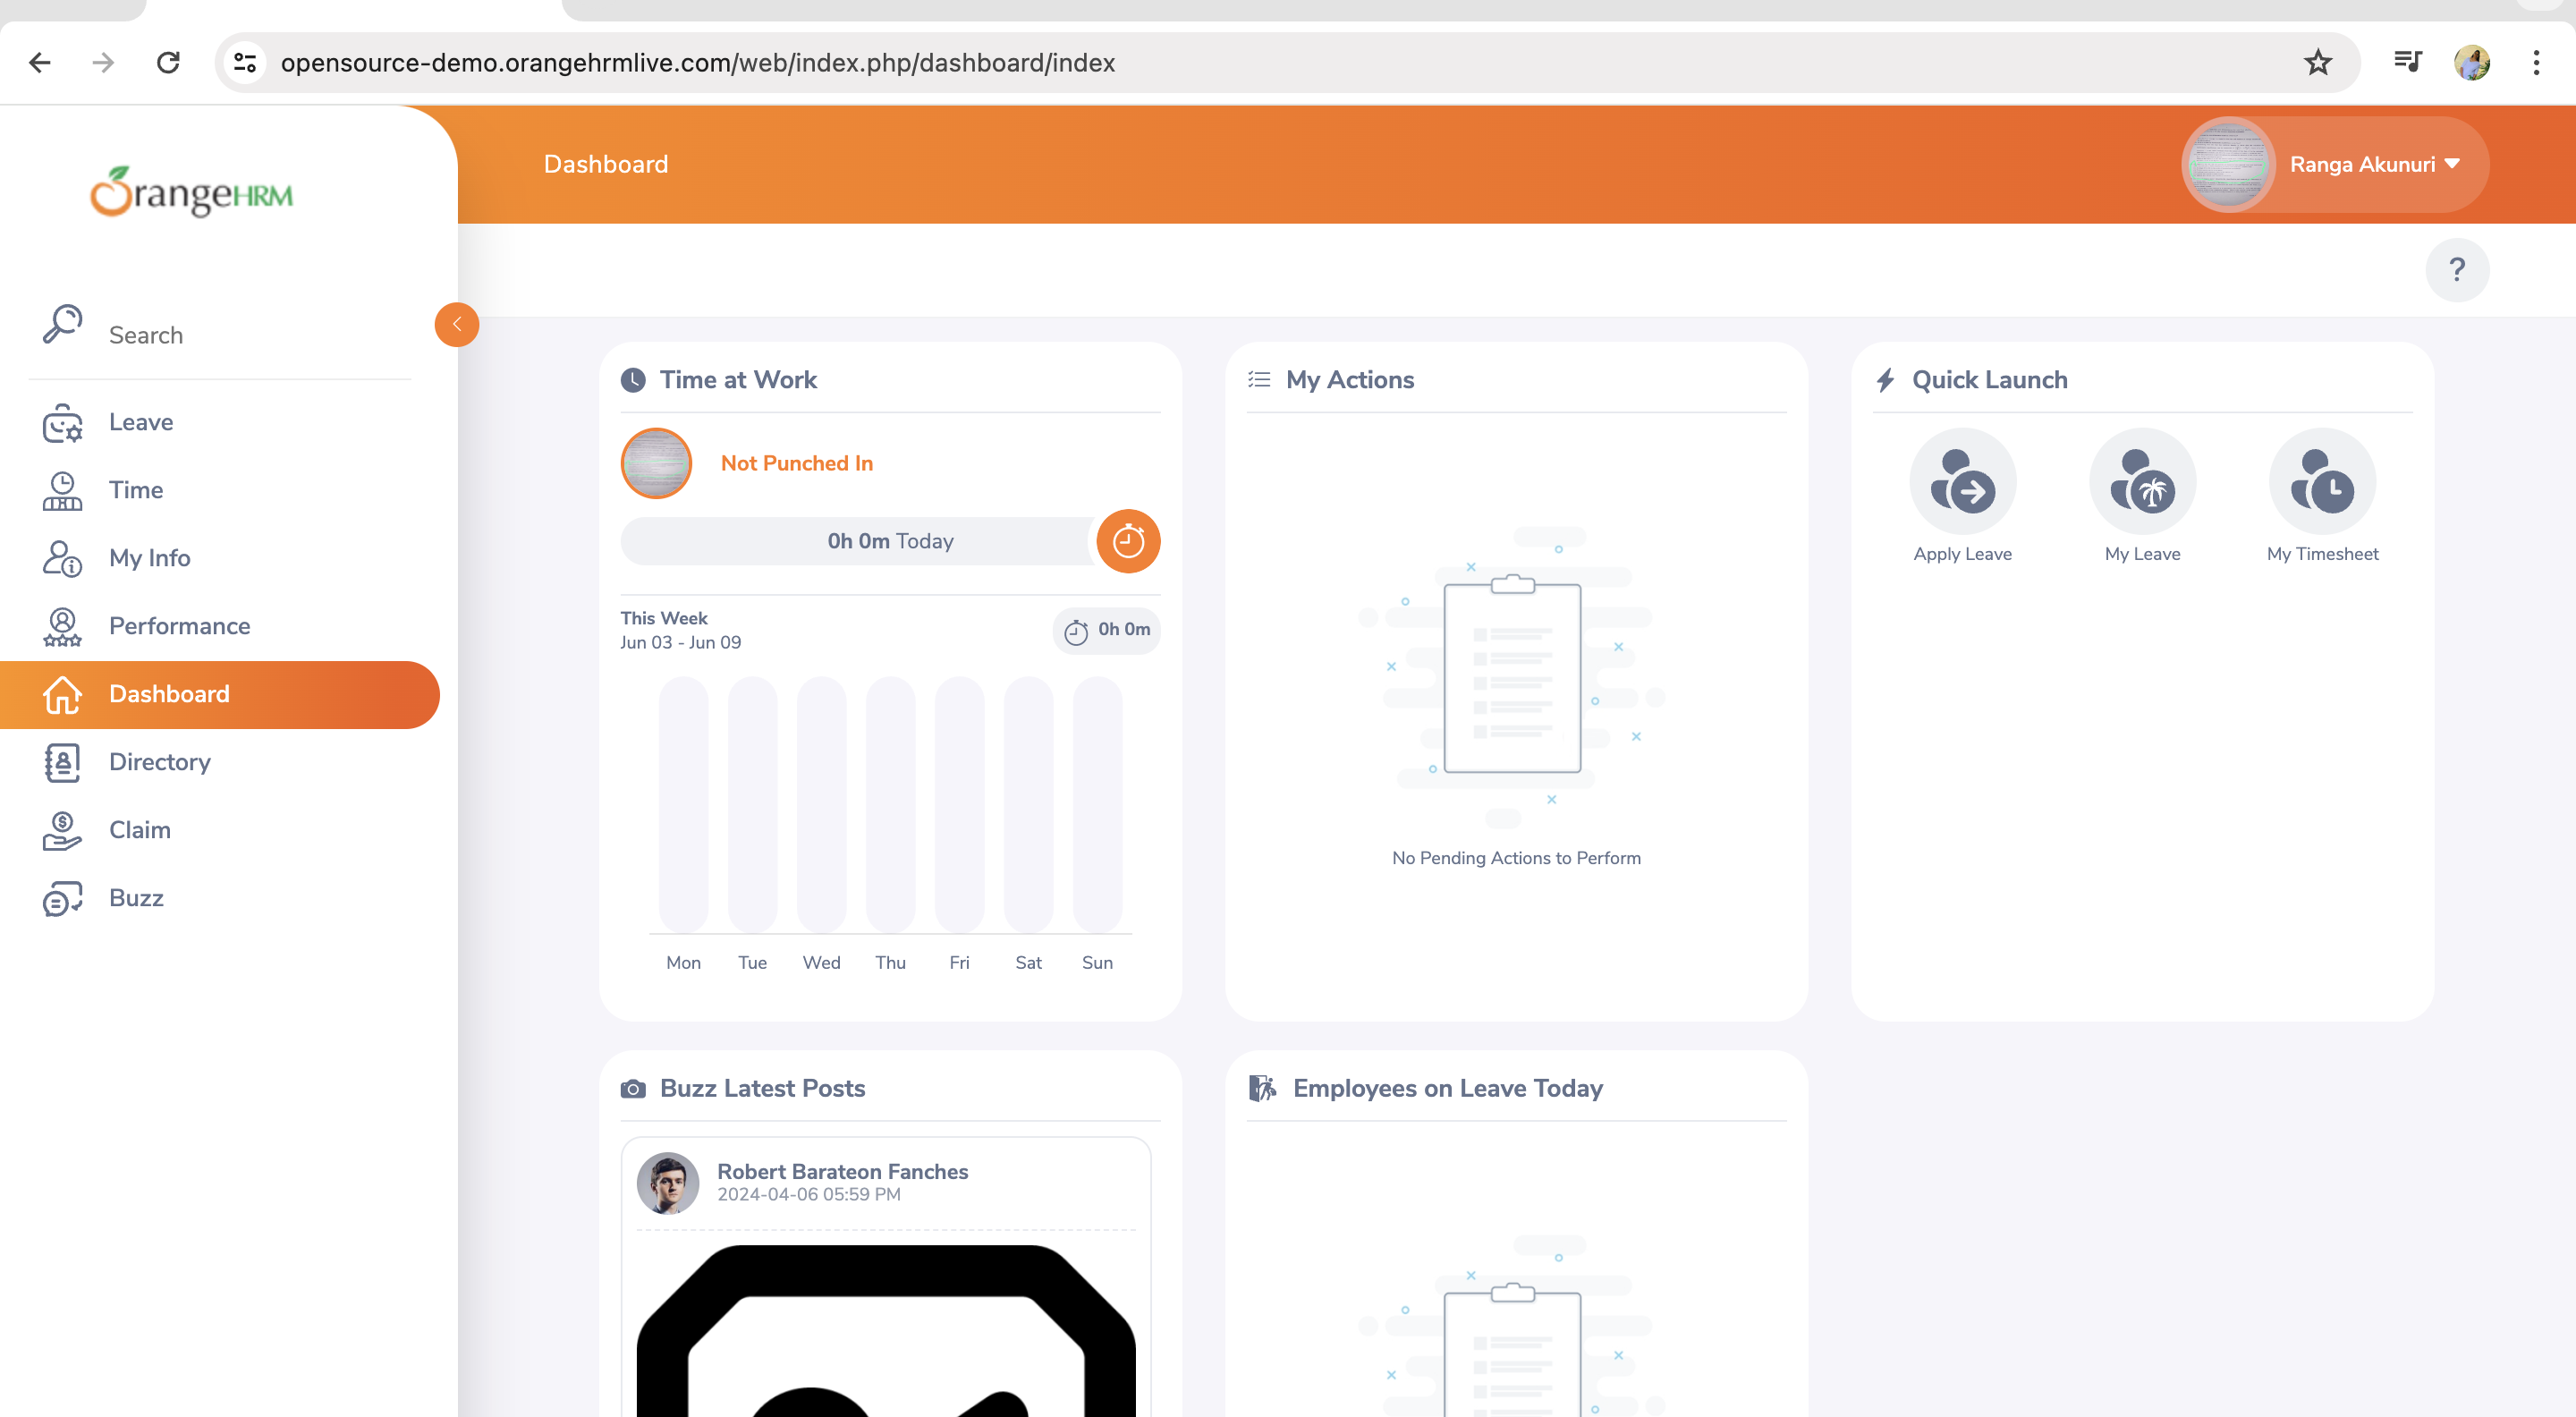 opensource-demo.orangehrmlive.com/web/index.php/dashboard/index
OrangeHRM
Dashboard
Ranga Akunuri
?
Search
Leave
Time
My Info
Performance
Dashboard
Directory
Claim
Buzz
Time at Work
Not Punched In
0h 0m Today
This Week
Jun 03 - Jun 09
0h 0m
Mon Tue Wed Thu Fri Sat Sun
My Actions
No Pending Actions to Perform
Quick Launch
Apply Leave
My Leave
My Timesheet
Buzz Latest Posts
Robert Barateon Fanches
2024-04-06 05:59 PM
Employees on Leave Today